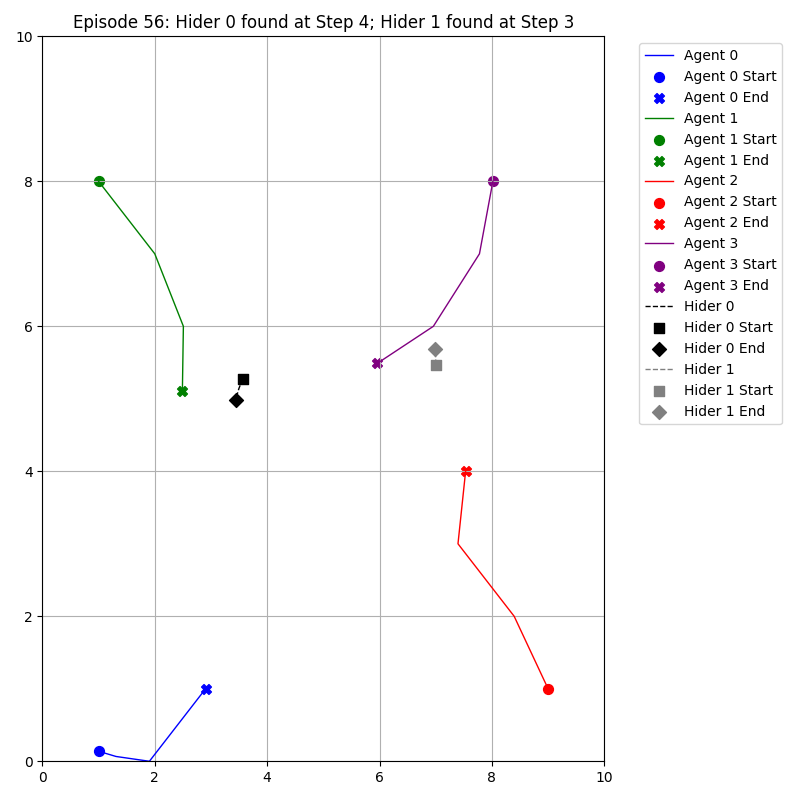 Episode 56: Hider 0 found at Step 4; Hider 1 found at Step 3
10
8
6
4
2
0
0 2 4 6 8 10
Agent 0
Agent 0 Start
Agent 0 End
Agent 1
Agent 1 Start
Agent 1 End
Agent 2
Agent 2 Start
Agent 2 End
Agent 3
Agent 3 Start
Agent 3 End
Hider 0
Hider 0 Start
Hider 0 End
Hider 1
Hider 1 Start
Hider 1 End